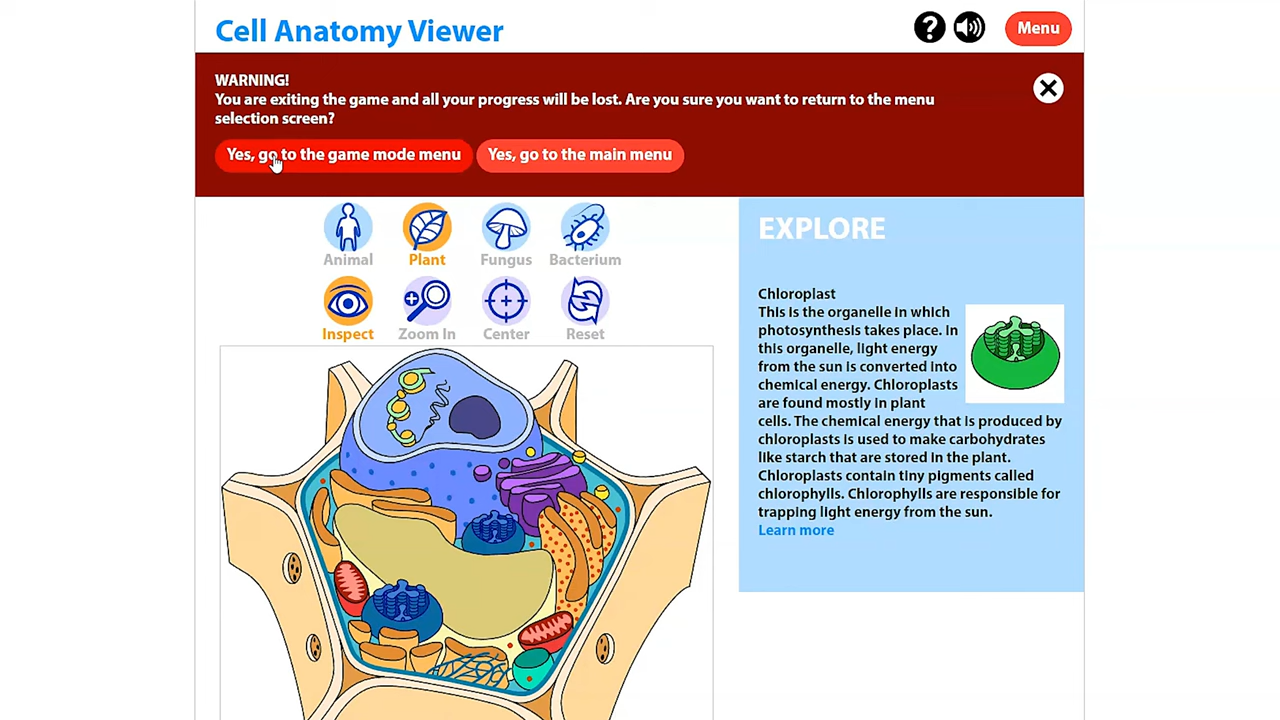 Cell Anatomy Viewer
?
Menu
WARNING!
You are exiting the game and all your progress will be lost. Are you sure you want to return to the menu
selection screen?
Yes, go to the game mode menu
Yes, go to the main menu
Animal
Plant
Fungus
Bacterium
Inspect
Zoom In
Center
Reset
EXPLORE
Chloroplast
This is the organelle in which
photosynthesis takes place. In
this organelle, light energy
from the sun is converted into
chemical energy. Chloroplasts
are found mostly in plant
cells. The chemical energy that is produced by
chloroplasts is used to make carbohydrates
like starch that are stored in the plant.
Chloroplasts contain tiny pigments called
chlorophylls. Chlorophylls are responsible for
trapping light energy from the sun.
Learn more